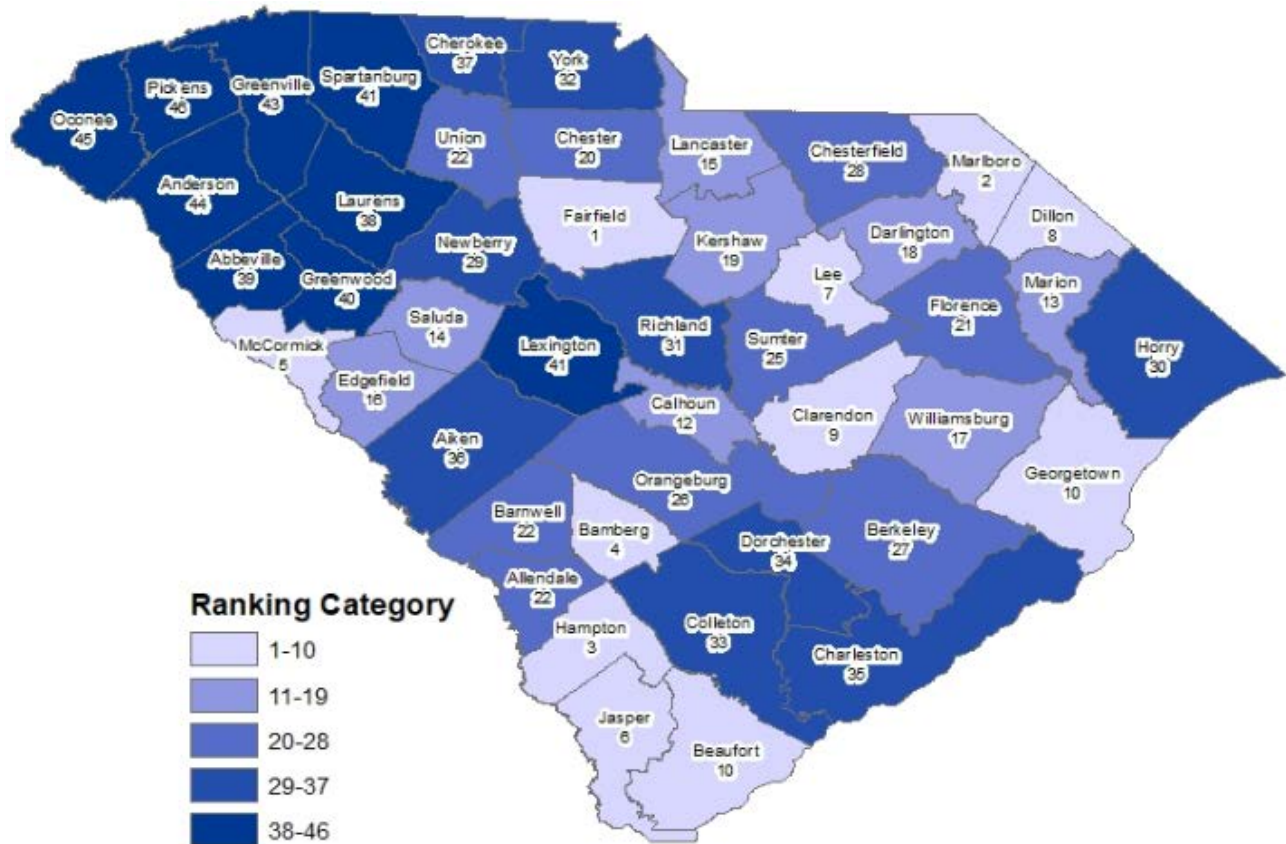 Cherokee
37
York
32
Pickens
46
Greenville
43
Spartanburg
41
Oconee
45
Union
22
Chester
20
Lancaster
15
Chesterfield
28
Marlboro
2
Anderson
44
Laurens
38
Fairfield
1
Dillon
8
Newberry
29
Kershaw
19
Darlington
18
Abbeville
39
Greenwood
40
Lee
7
Marion
13
Florence
21
Saluda
14
Richland
31
McCormick
5
Lexington
41
Sumter
25
Horry
30
Edgefield
16
Calhoun
12
Clarendon
9
Williamsburg
17
Aiken
36
Georgetown
10
Orangeburg
26
Barnwell
22
Bamberg
4
Dorchester
34
Berkeley
27
Allendale
22
Hampton
3
Colleton
33
Charleston
35
Jasper
6
Beaufort
10
Ranking Category
1-10
11-19
20-28
29-37
38-46